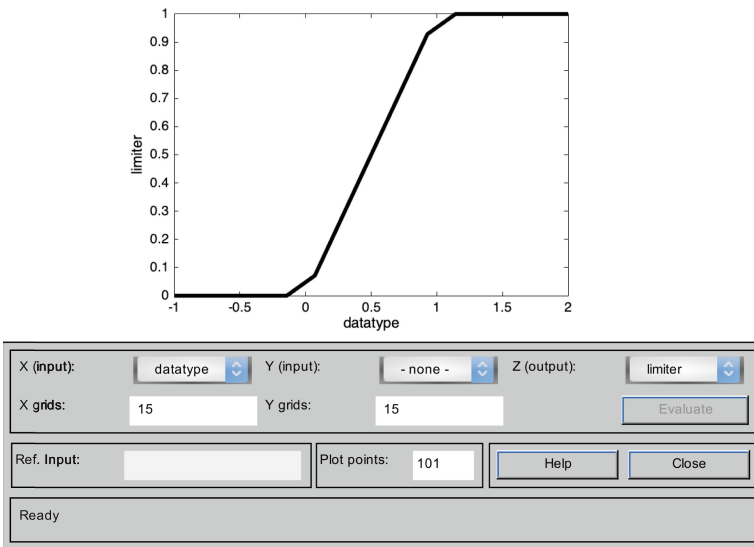 1
0.9
0.8
0.7
0.6
0.5
0.4
0.3
0.2
0.1
0
limiter
-1 -0.5 0 0.5 1 1.5 2
datatype
X (input): datatype Y (input): - none - Z (output): limiter
X grids: 15 Y grids: 15 Evaluate
Ref. Input: Plot points: 101 Help Close
Ready